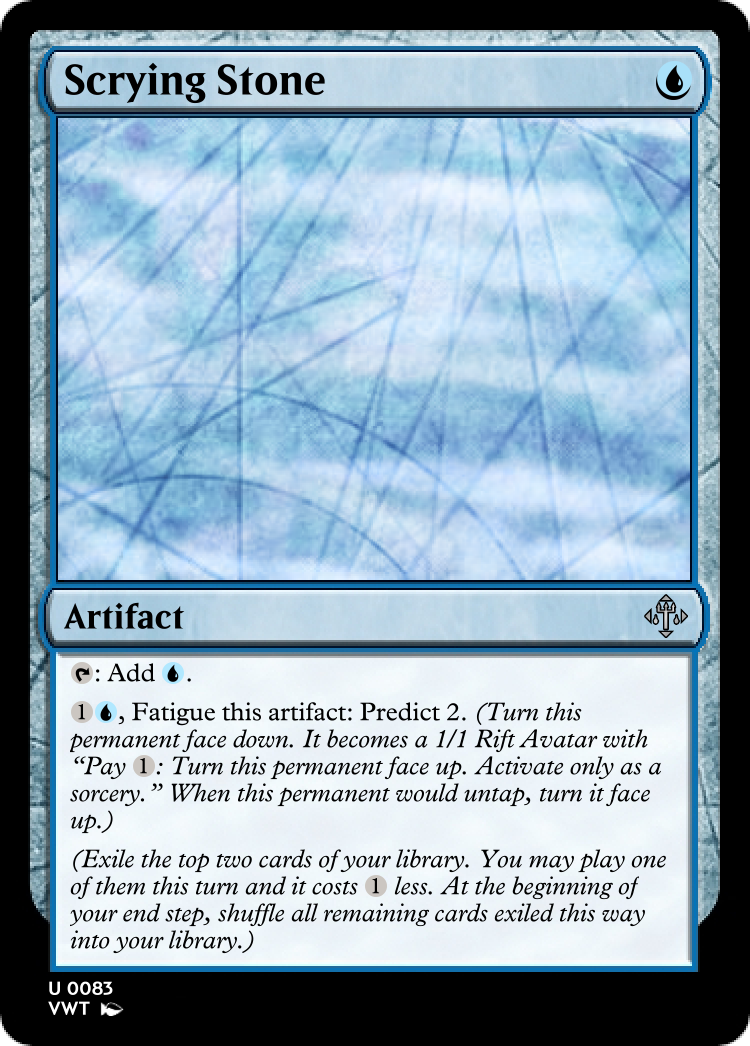 Scrying Stone
Artifact
: Add .
1 , Fatigue this artifact: Predict 2. (Turn this
permanent face down. It becomes a 1/1 Rift Avatar with
“Pay 1: Turn this permanent face up. Activate only as a
sorcery.” When this permanent would untap, turn it face
up.)
(Exile the top two cards of your library. You may play one
of them this turn and it costs 1 less. At the beginning of
your end step, shuffle all remaining cards exiled this way
into your library.)
U 0083
VWT